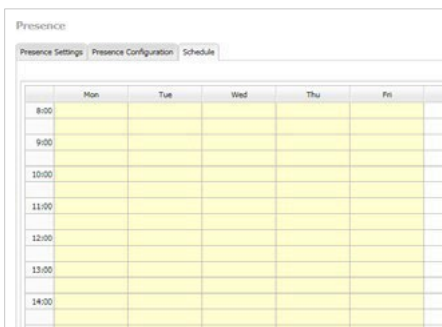 Presence
Presence Settings Presence Configuration Schedule
Mon Tue Wed Thu Fri
8:00
9:00
10:00
11:00
12:00
13:00
14:00